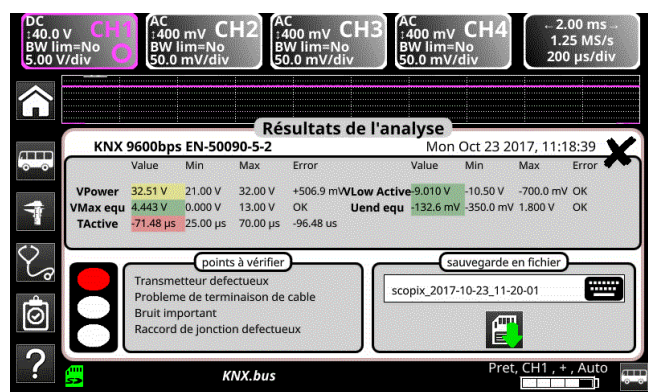 DC
↕40.0 V CH1
BW lim=No
5.00 V/div
AC
↕400 mV CH2
BW lim=No
50.0 mV/div
AC
↕400 mV CH3
BW lim=No
50.0 mV/div
AC
↕400 mV CH4
BW lim=No
50.0 mV/div
←2.00 ms→
1.25 MS/s
200 µs/div
Résultats de l'analyse
KNX 9600bps EN-50090-5-2 Mon Oct 23 2017, 11:18:39
Value Min Max Error Value Min Max Error
VPower 32.51 V 21.00 V 32.00 V +506.9 mV VLow Active -9.010 V -10.50 V -700.0 mV OK
VMax equ 4.443 V 0.000 V 13.00 V OK Uend equ -132.6 mV -350.0 mV 1.800 V OK
TActive -71.48 µs 25.00 µs 70.00 µs -96.48 us
points à vérifier
Transmetteur defectueux
Probleme de terminaison de cable
Bruit important
Raccord de jonction defectueux
sauvegarde en fichier
scopix_2017-10-23_11-20-01
?
KNX.bus
Pret, CH1 , + , Auto